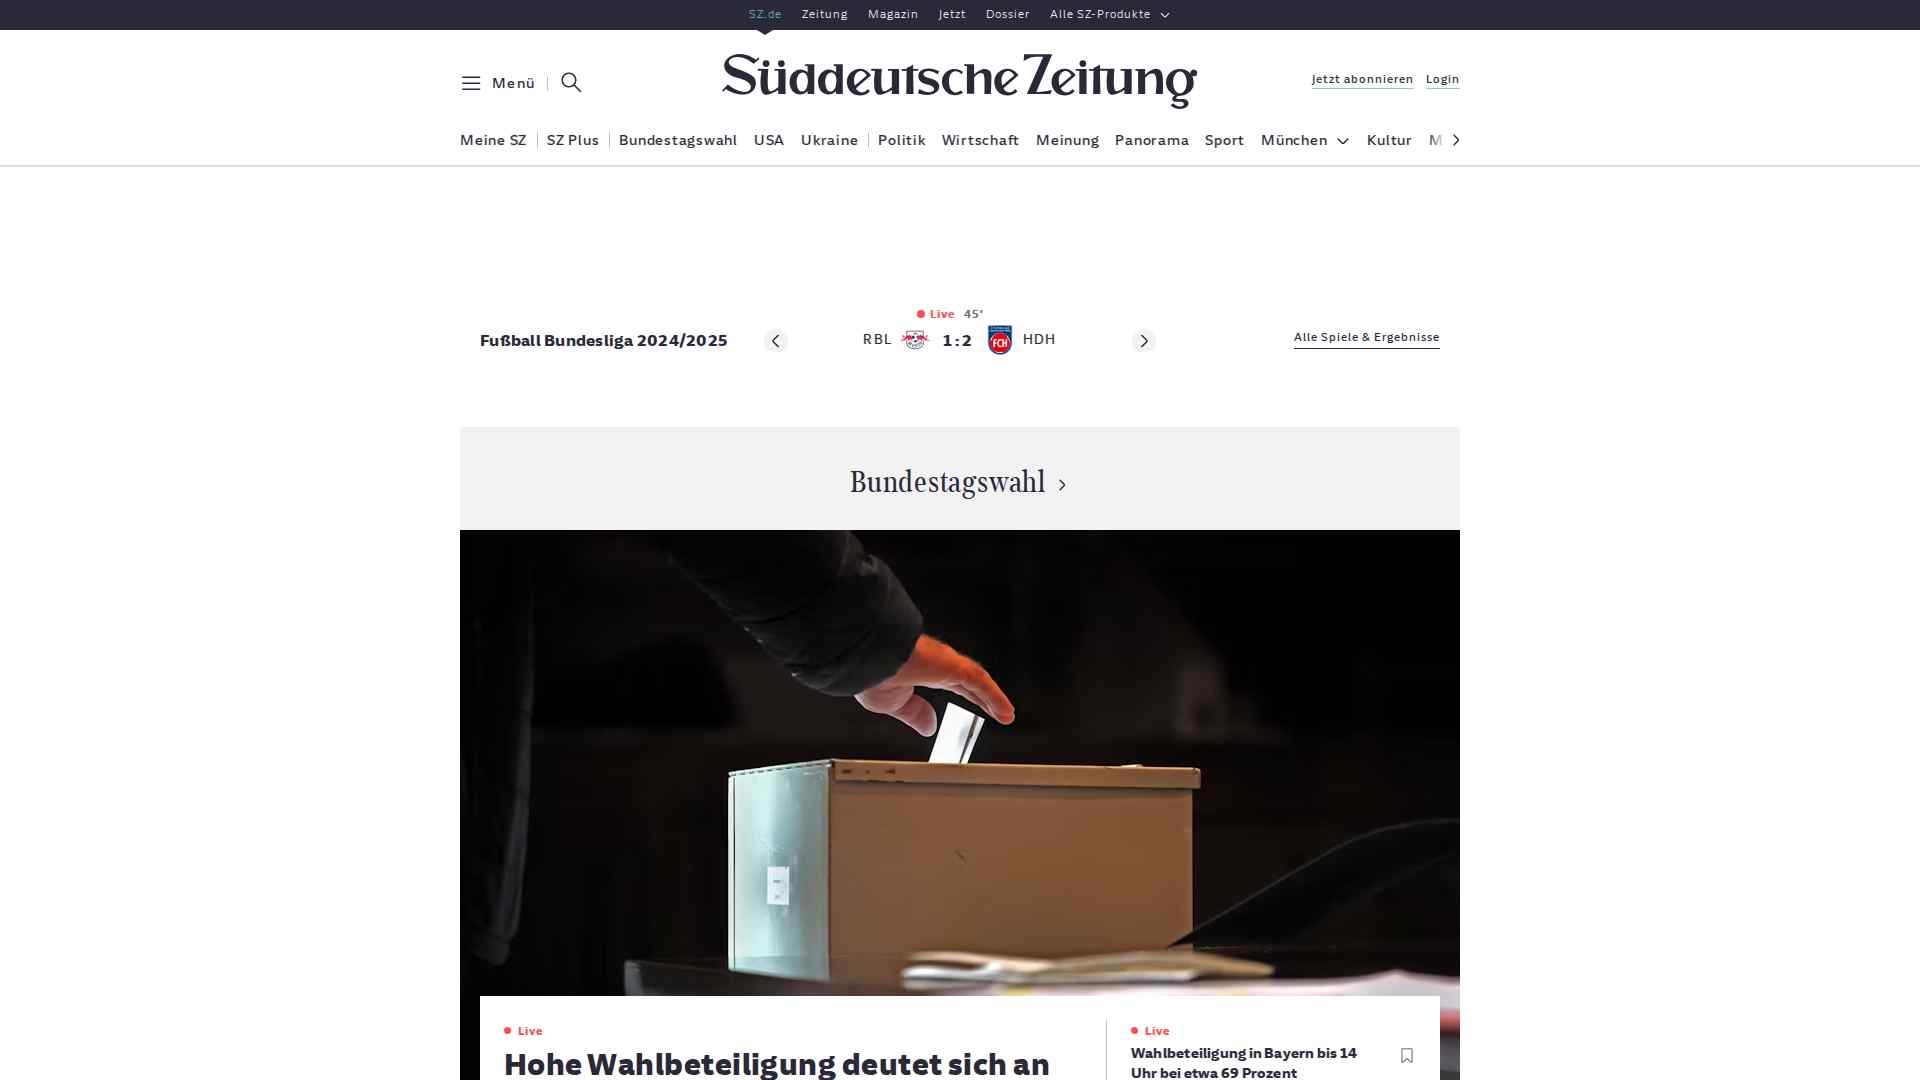 SZ.de Zeitung Magazin Jetzt Dossier Alle SZ-Produkte
Menü
Süddeutsche Zeitung
Jetzt abonnieren Login
Meine SZ SZ Plus Bundestagswahl USA Ukraine Politik Wirtschaft Meinung Panorama Sport München Kultur M
Live 45'
Fußball Bundesliga 2024/2025
RBL 1:2 FCH HDH
Alle Spiele & Ergebnisse
Bundestagswahl
Live
Hohe Wahlbeteiligung deutet sich an
Live
Wahlbeteiligung in Bayern bis 14
Uhr bei etwa 69 Prozent